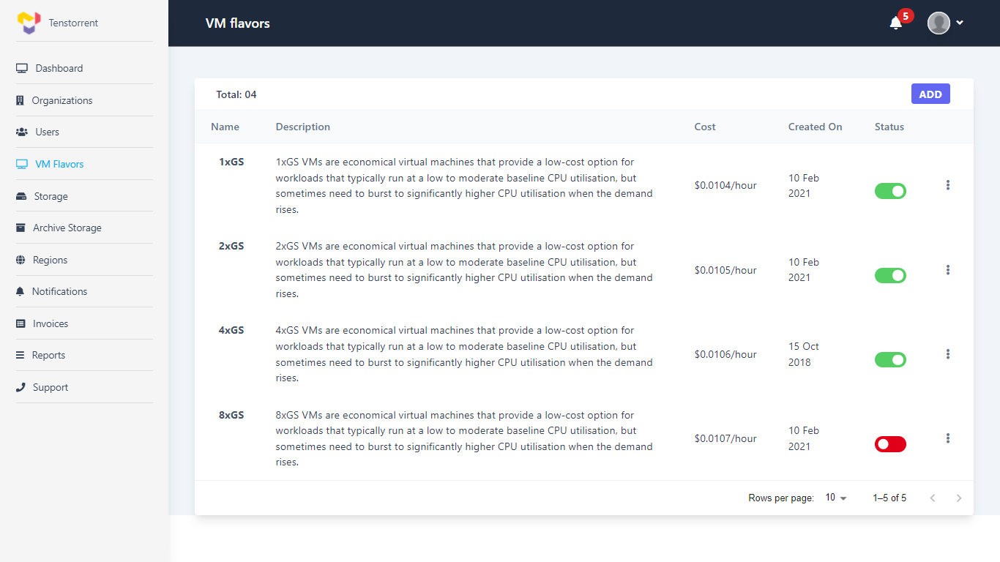 Tenstorrent
VM flavors
5
Dashboard
Organizations
Users
VM Flavors
Storage
Archive Storage
Regions
Notifications
Invoices
Reports
Support
Total: 04
ADD
Name Description Cost Created On Status
1xGS
1xGS VMs are economical virtual machines that provide a low-cost option for
workloads that typically run at a low to moderate baseline CPU utilisation, but
sometimes need to burst to significantly higher CPU utilisation when the demand
rises.
$0.0104/hour
10 Feb
2021
2xGS
2xGS VMs are economical virtual machines that provide a low-cost option for
workloads that typically run at a low to moderate baseline CPU utilisation, but
sometimes need to burst to significantly higher CPU utilisation when the demand
rises.
$0.0105/hour
10 Feb
2021
4xGS
4xGS VMs are economical virtual machines that provide a low-cost option for
workloads that typically run at a low to moderate baseline CPU utilisation, but
sometimes need to burst to significantly higher CPU utilisation when the demand
rises.
$0.0106/hour
15 Oct
2018
8xGS
8xGS VMs are economical virtual machines that provide a low-cost option for
workloads that typically run at a low to moderate baseline CPU utilisation, but
sometimes need to burst to significantly higher CPU utilisation when the demand
rises.
$0.0107/hour
10 Feb
2021
Rows per page: 10 1–5 of 5